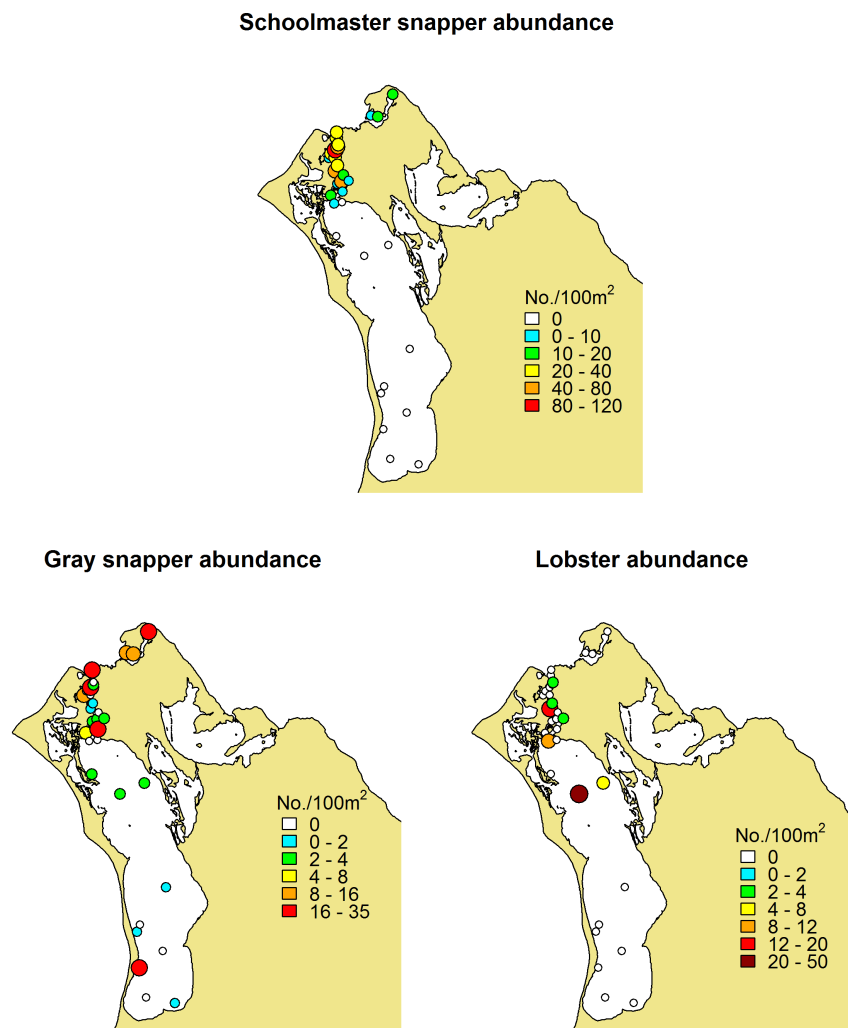 Schoolmaster snapper abundance
No./100m²
0
0 - 10
10 - 20
20 - 40
40 - 80
80 - 120
Gray snapper abundance
No./100m²
0
0 - 2
2 - 4
4 - 8
8 - 16
16 - 35
Lobster abundance
No./100m²
0
0 - 2
2 - 4
4 - 8
8 - 12
12 - 20
20 - 50